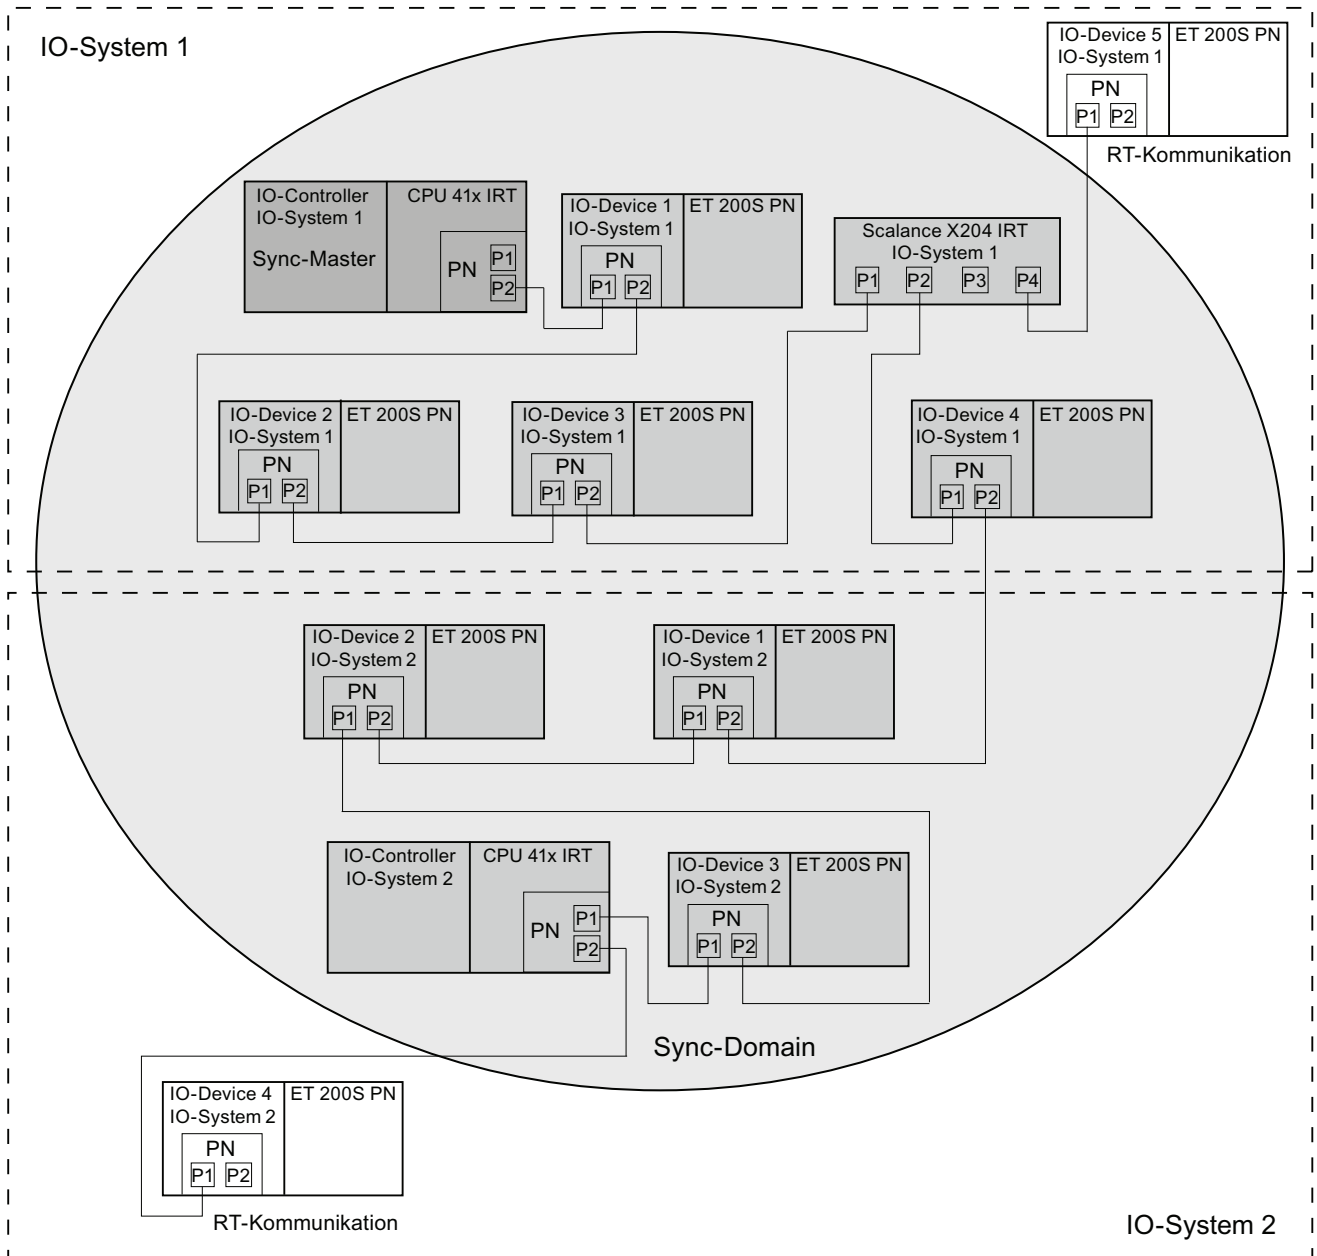 IO-System 1
IO-Device 5 ET 200S PN
IO-System 1
PN
P1 P2
RT-Kommunikation
IO-Controller CPU 41x IRT
IO-System 1
Sync-Master
PN
P1
P2
IO-Device 1 ET 200S PN
IO-System 1
PN
P1 P2
Scalance X204 IRT
IO-System 1
P1 P2 P3 P4
IO-Device 2 ET 200S PN
IO-System 1
PN
P1 P2
IO-Device 3 ET 200S PN
IO-System 1
PN
P1 P2
IO-Device 4 ET 200S PN
IO-System 1
PN
P1 P2
IO-Device 2 ET 200S PN
IO-System 2
PN
P1 P2
IO-Device 1 ET 200S PN
IO-System 2
PN
P1 P2
IO-Controller CPU 41x IRT
IO-System 2
PN
P1
P2
IO-Device 3 ET 200S PN
IO-System 2
PN
P1 P2
Sync-Domain
IO-Device 4 ET 200S PN
IO-System 2
PN
P1 P2
RT-Kommunikation
IO-System 2